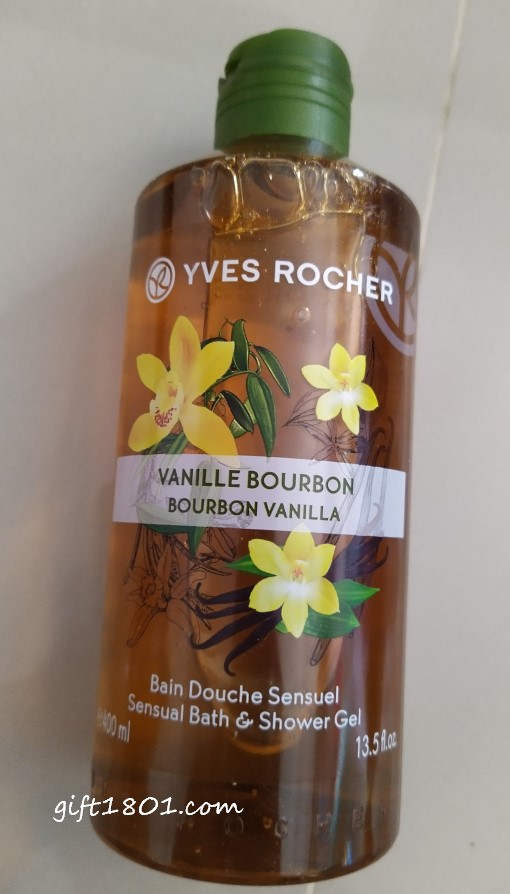 YVES ROCHER
VANILLE BOURBON
BOURBON VANILLA
Bain Douche Sensuel
Sensual Bath & Shower Gel
400 ml
13.5 fl.oz.
gift1801.com